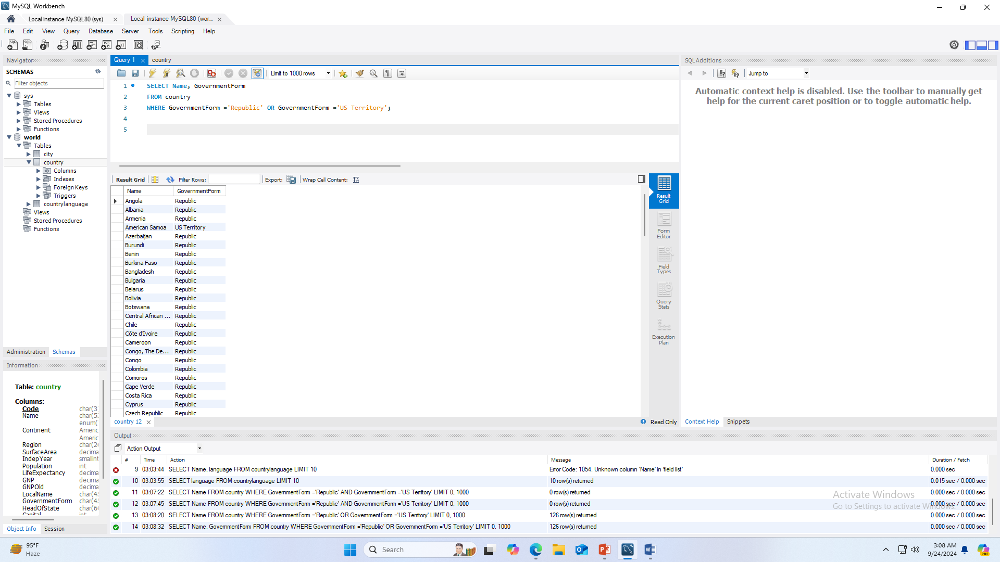 MySQL Workbench
Local instance MySQL80 (sys)
Local instance MySQL80 (wor...
File Edit View Query Database Server Tools Scripting Help
Navigator
SCHEMAS
Filter objects
sys
Tables
Views
Stored Procedures
Functions
world
Tables
city
country
Columns
Indexes
Foreign Keys
Triggers
countrylanguage
Views
Stored Procedures
Functions
Administration Schemas
Information
Table: country
Columns:
Code char(3
Name char(52
enum(
Continent Americ
Americ
Region char(26
SurfaceArea decima
IndepYear smallint
Population int
LifeExpectancy decima
GNP decima
GNPOld decima
LocalName char(45
GovernmentForm char(45
HeadOfState char(60
Capital int
Object Info Session
Query 1 country
Limit to 1000 rows
1 SELECT Name, GovernmentForm
2 FROM country
3 WHERE GovernmentForm ='Republic' OR GovernmentForm ='US Territory';
4
5
Result Grid Filter Rows: Export: Wrap Cell Content:
Name GovernmentForm
Angola Republic
Albania Republic
Armenia Republic
American Samoa US Territory
Azerbaijan Republic
Burundi Republic
Benin Republic
Burkina Faso Republic
Bangladesh Republic
Bulgaria Republic
Belarus Republic
Bolivia Republic
Botswana Republic
Central African ... Republic
Chile Republic
Côte d'Ivoire Republic
Cameroon Republic
Congo, The De... Republic
Congo Republic
Colombia Republic
Comoros Republic
Cape Verde Republic
Costa Rica Republic
Cyprus Republic
Czech Republic Republic
Result
Grid
Form
Editor
Field
Types
Query
Stats
Execution
Plan
country 12
Read Only
SQLAdditions
Jump to
Automatic context help is disabled. Use the toolbar to manually get
help for the current caret position or to toggle automatic help.
Context Help Snippets
Output
Action Output
# Time Action Message Duration / Fetch
9 03:03:44 SELECT Name, language FROM countrylanguage LIMIT 10 Error Code: 1054. Unknown column 'Name' in 'field list' 0.000 sec
10 03:03:55 SELECT language FROM countrylanguage LIMIT 10 10 row(s) returned 0.015 sec / 0.000 sec
11 03:07:22 SELECT Name FROM country WHERE GovernmentForm ='Republic' AND GovernmentForm ='US Territory' LIMIT 0, 1000 0 row(s) returned 0.000 sec / 0.000 sec
12 03:07:45 SELECT Name FROM country WHERE GovernmentForm ='Republic' AND GovernmentForm ='US Territory' LIMIT 0, 1000 0 row(s) returned 0.000 sec / 0.000 sec
13 03:08:20 SELECT Name FROM country WHERE GovernmentForm ='Republic' OR GovernmentForm ='US Territory' LIMIT 0, 1000 126 row(s) returned 0.000 sec / 0.000 sec
14 03:08:32 SELECT Name, GovernmentForm FROM country WHERE GovernmentForm ='Republic' OR GovernmentForm ='US Territory' LIMIT 0, 1000 126 row(s) returned 0.000 sec / 0.000 sec
Activate Windows
Go to Settings to activate Windows.
95°F
Haze
Search
3:08 AM
9/24/2024
PRE